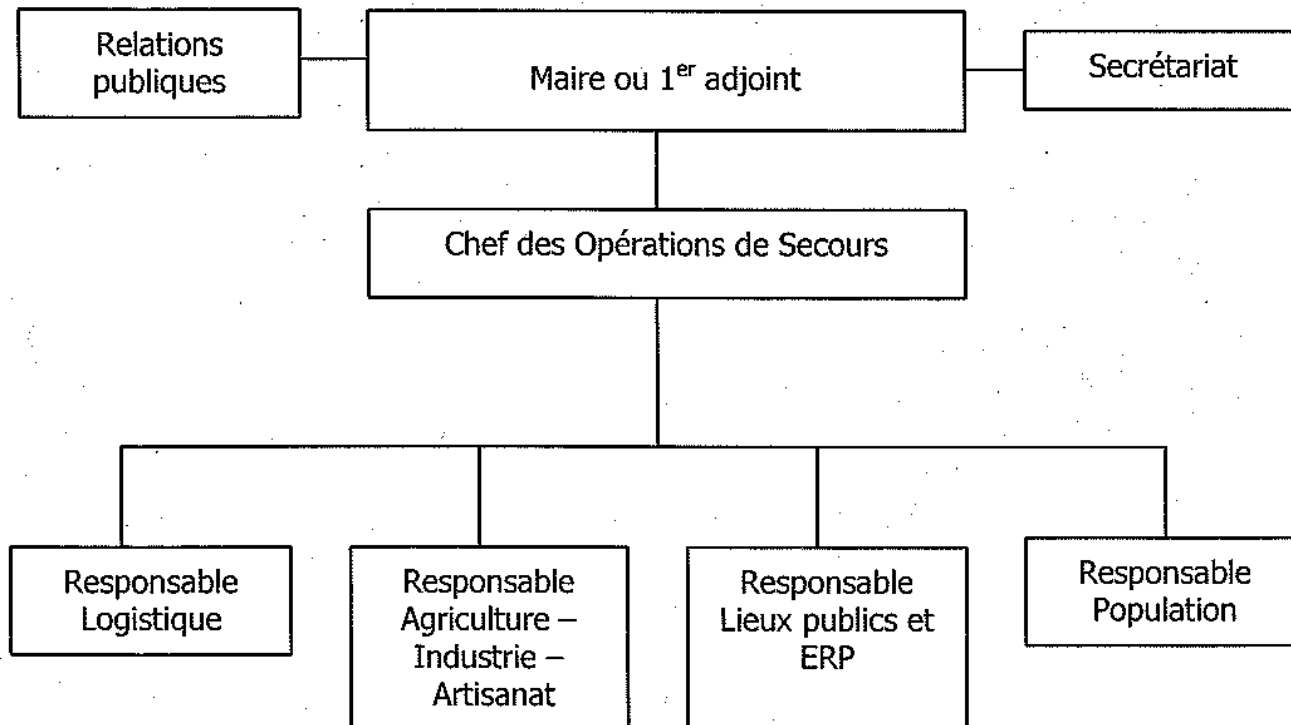 Relations
publiques
Maire ou 1er adjoint
Secrétariat
Chef des Opérations de Secours
Responsable
Logistique
Responsable
Agriculture –
Industrie –
Artisanat
Responsable
Lieux publics et
ERP
Responsable
Population